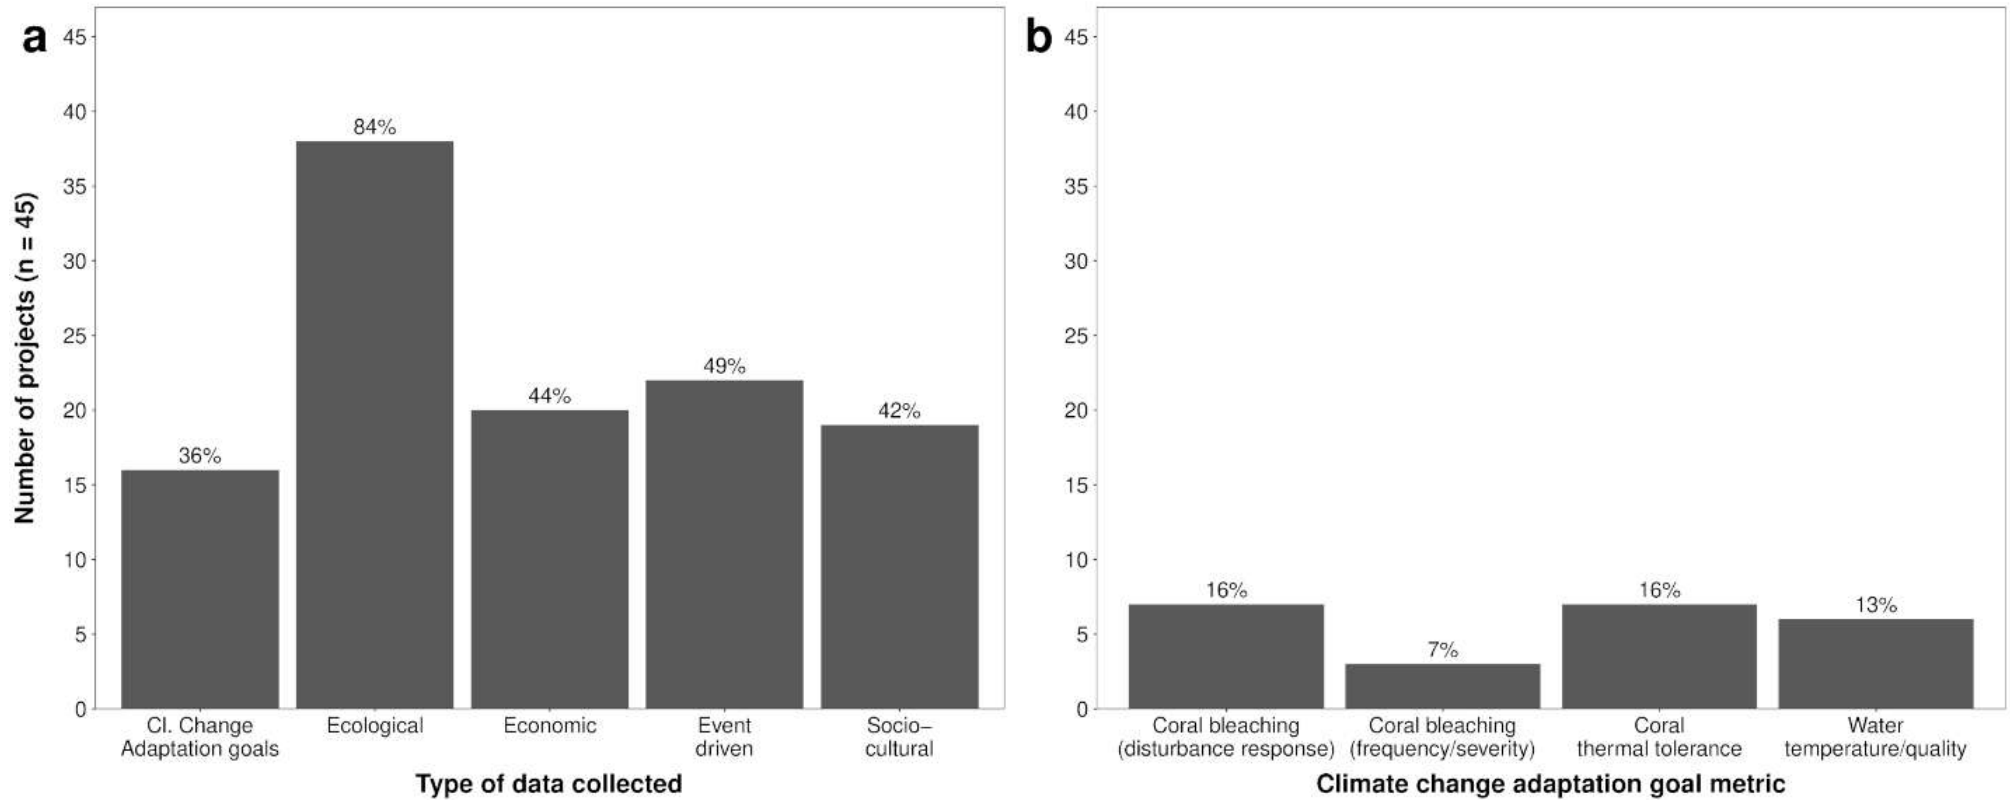 a
Number of projects (n = 45)
45
40
35
30
25
20
15
10
5
0
36%
84%
44%
49%
42%
Cl. Change
Adaptation goals
Ecological
Economic
Event
driven
Socio–
cultural
Type of data collected
b
45
40
35
30
25
20
15
10
5
0
16%
7%
16%
13%
Coral bleaching
(disturbance response)
Coral bleaching
(frequency/severity)
Coral
thermal tolerance
Water
temperature/quality
Climate change adaptation goal metric